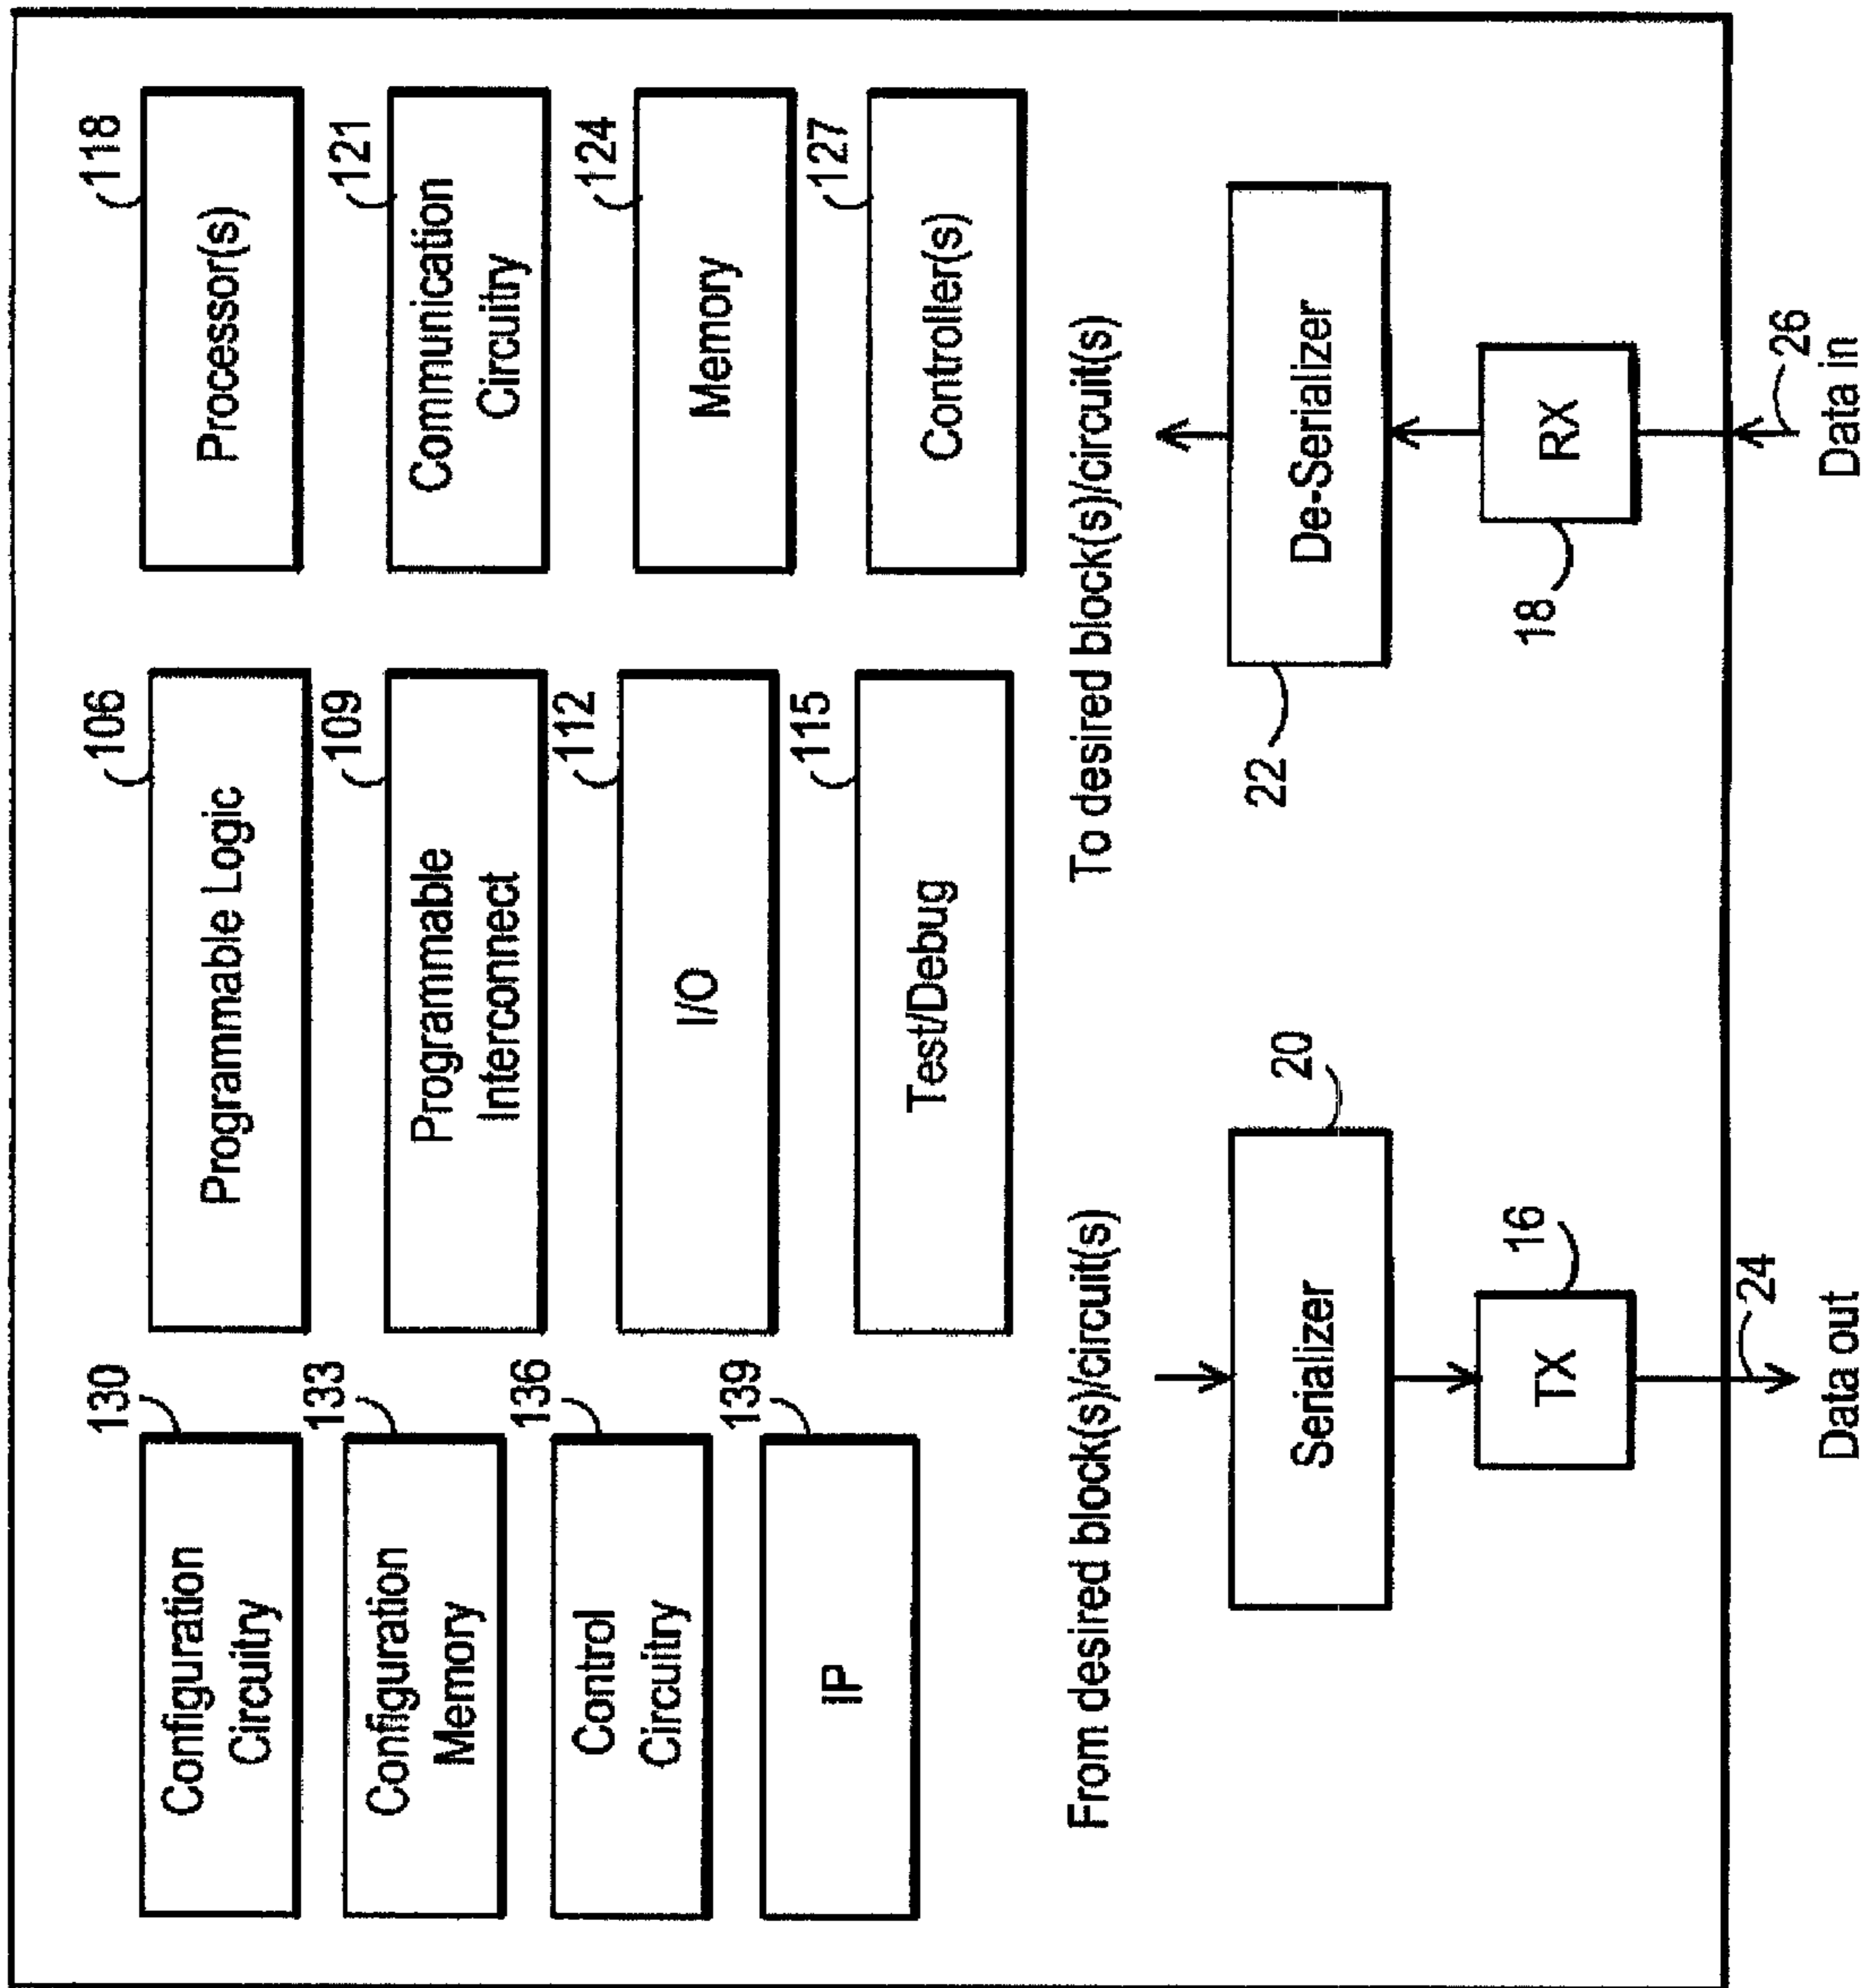 130
Configuration
Circuitry
133
Configuration
Memory
136
Control
Circuitry
139
IP
106
Programmable Logic
109
Programmable
Interconnect
112
I/O
115
Test/Debug
118
Processor(s)
121
Communication
Circuitry
124
Memory
127
Controller(s)
From desired block(s)/circuit(s)
Serializer
20
TX
16
24
Data out
To desired block(s)/circuit(s)
De-Serializer
22
RX
18
26
Data in